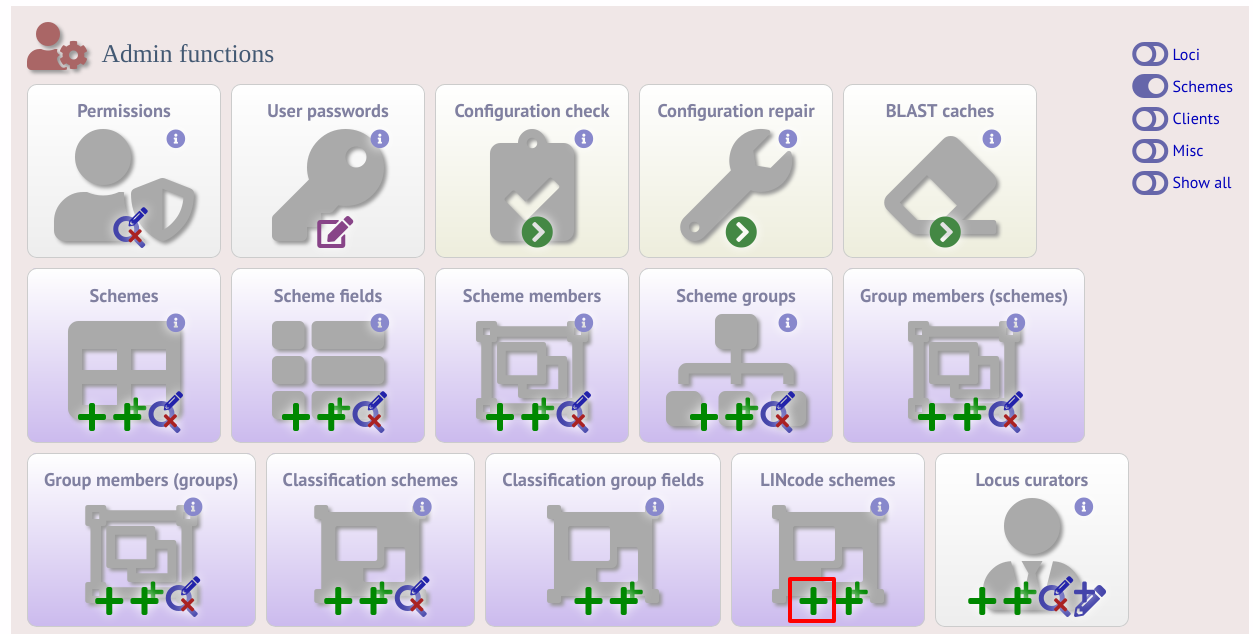 Admin functions
Loci
Schemes
Clients
Misc
Show all
Permissions
User passwords
Configuration check
Configuration repair
BLAST caches
Schemes
Scheme fields
Scheme members
Scheme groups
Group members (schemes)
Group members (groups)
Classification schemes
Classification group fields
LINcode schemes
Locus curators